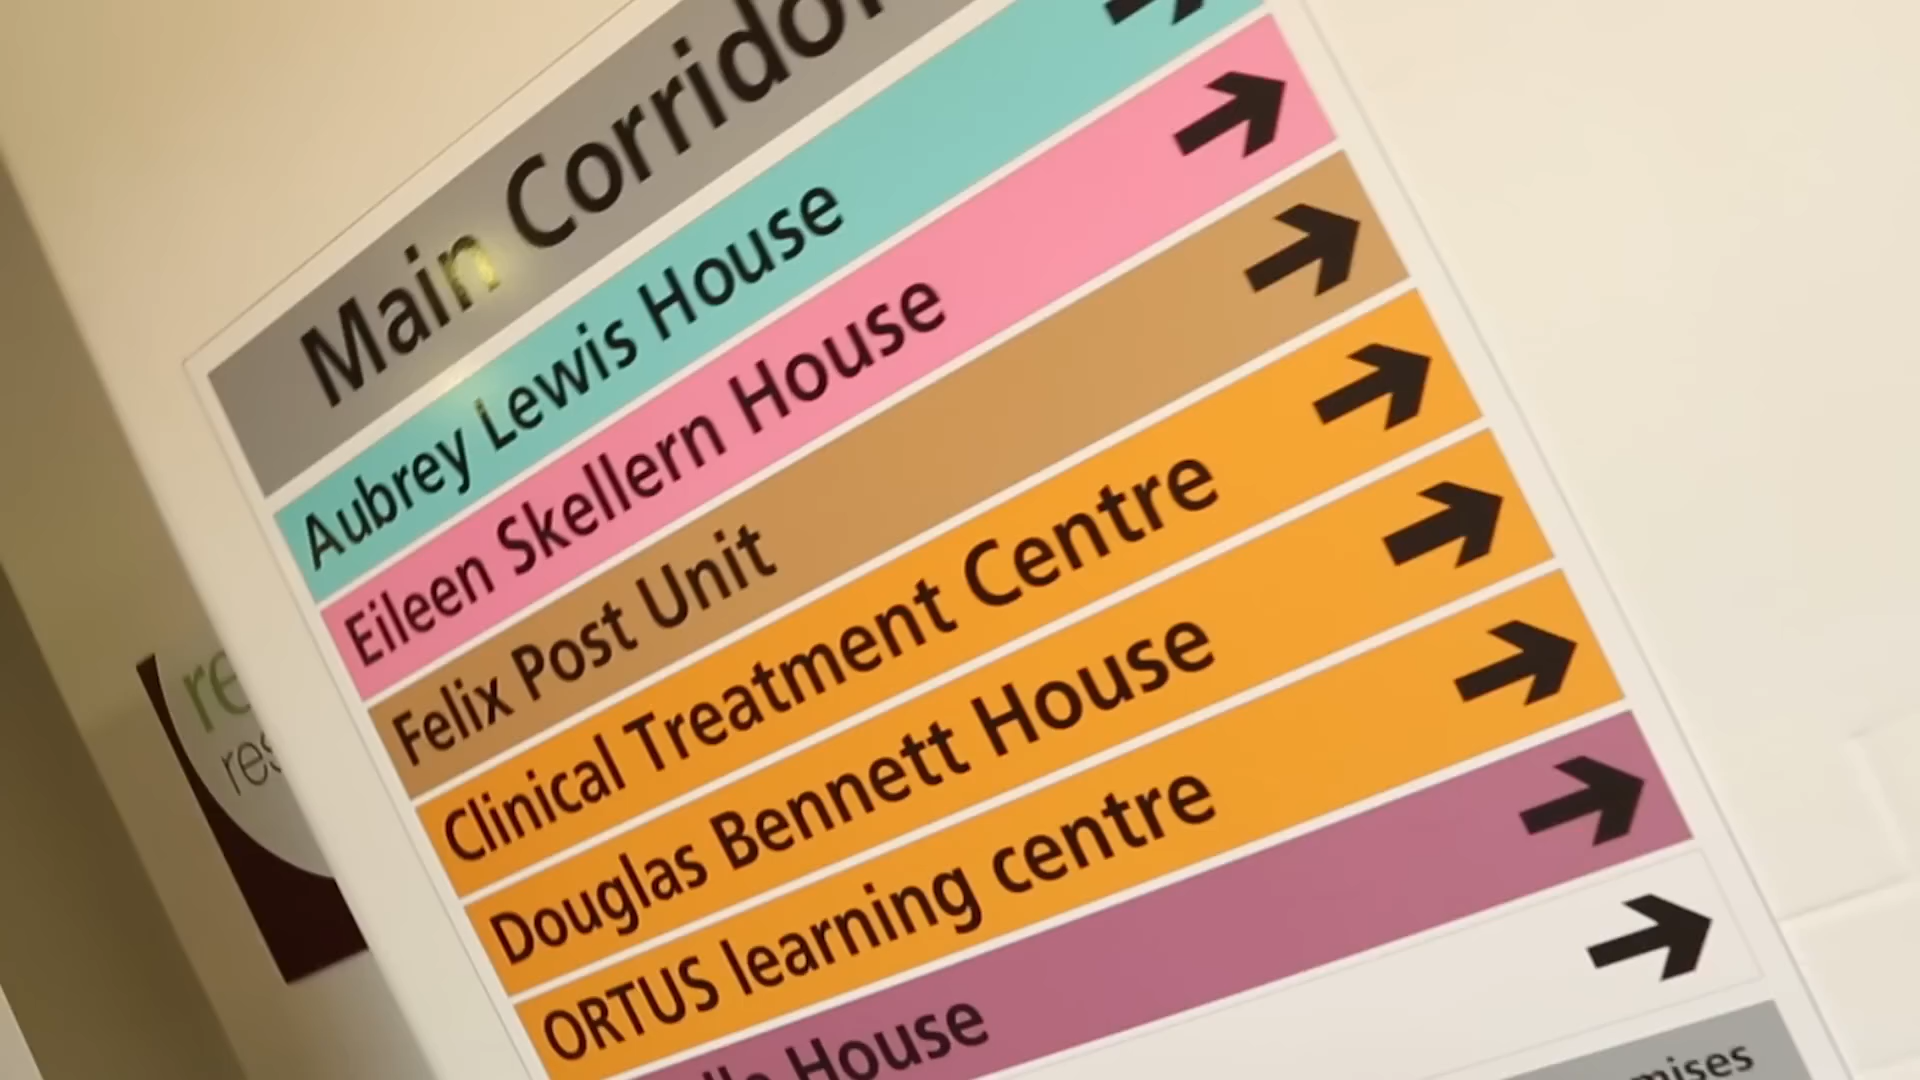 Main Corridor
Aubrey Lewis House
Eileen Skellern House
Felix Post Unit
Clinical Treatment Centre
Douglas Bennett House
ORTUS learning centre
House